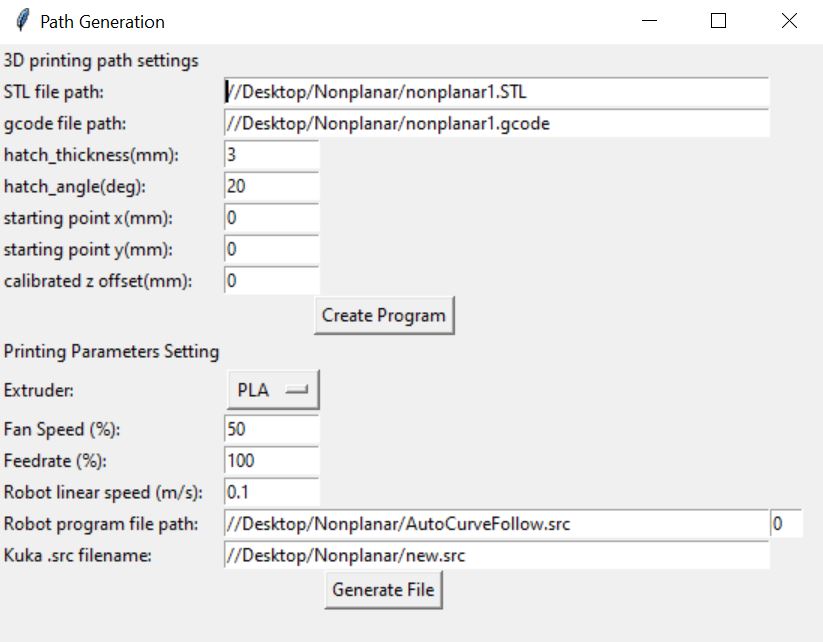 Path Generation
3D printing path settings
STL file path: //Desktop/Nonplanar/nonplanar1.STL
gcode file path: //Desktop/Nonplanar/nonplanar1.gcode
hatch_thickness(mm): 3
hatch_angle(deg): 20
starting point x(mm): 0
starting point y(mm): 0
calibrated z offset(mm): 0
Create Program
Printing Parameters Setting
Extruder: PLA
Fan Speed (%): 50
Feedrate (%): 100
Robot linear speed (m/s): 0.1
Robot program file path: //Desktop/Nonplanar/AutoCurveFollow.src 0
Kuka .src filename: //Desktop/Nonplanar/new.src
Generate File